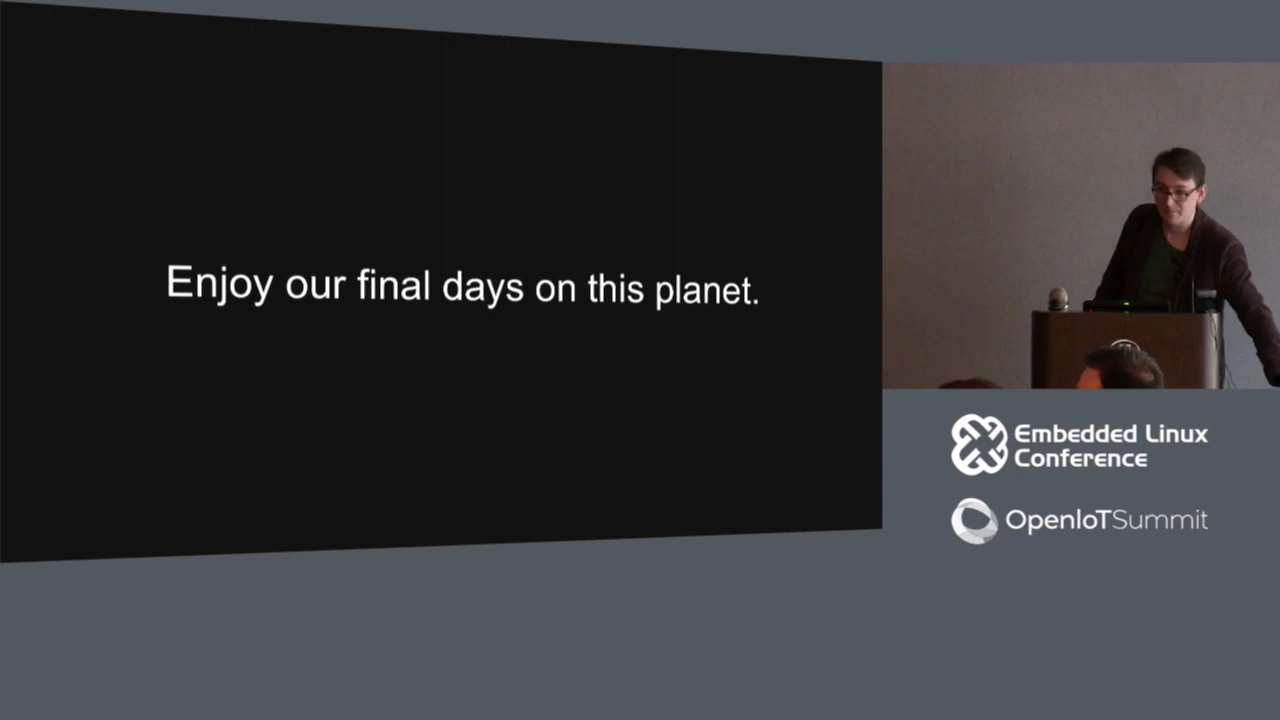 Enjoy our final days on this planet.
Embedded Linux
Conference
OpenIoTSummit